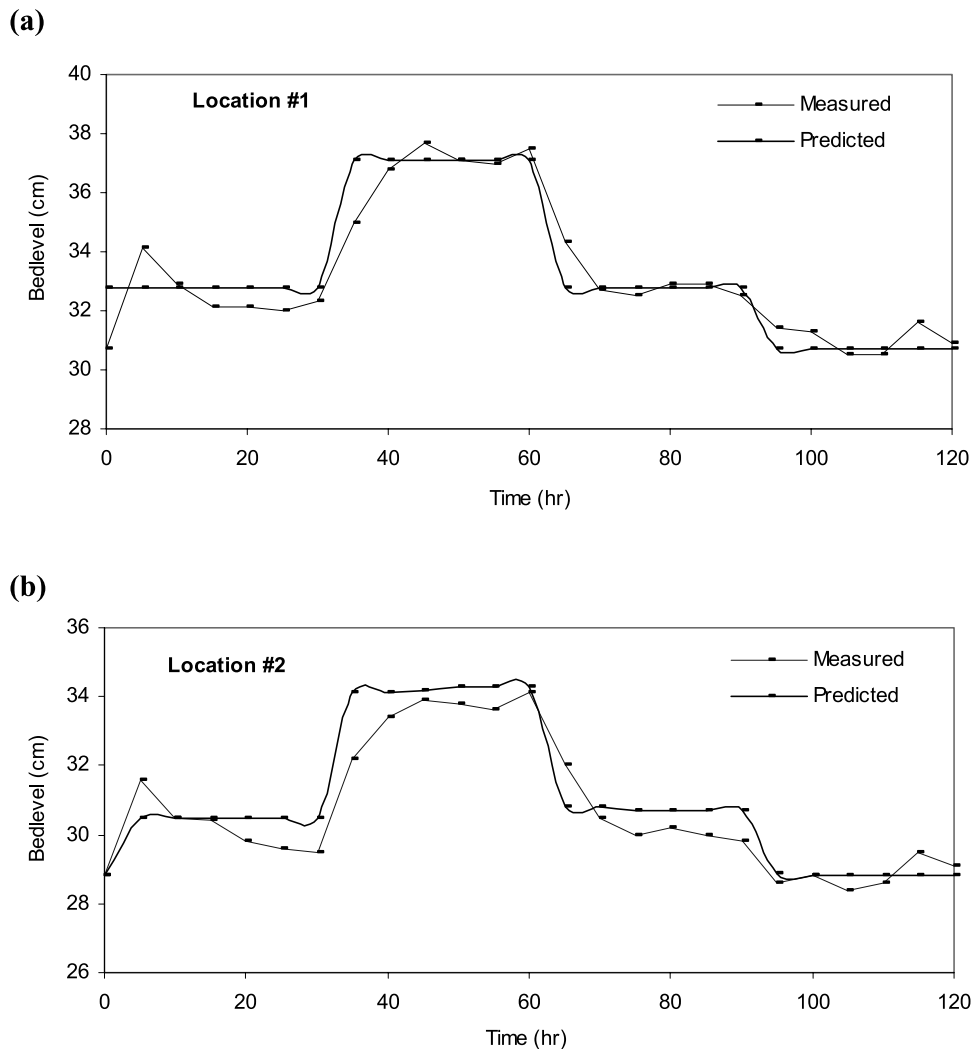 (a)
40
38
36
34
32
30
28
Bedlevel (cm)
Location #1
Measured
Predicted
0 20 40 60 80 100 120
Time (hr)
(b)
36
34
32
30
28
26
Bedlevel (cm)
Location #2
Measured
Predicted
0 20 40 60 80 100 120
Time (hr)